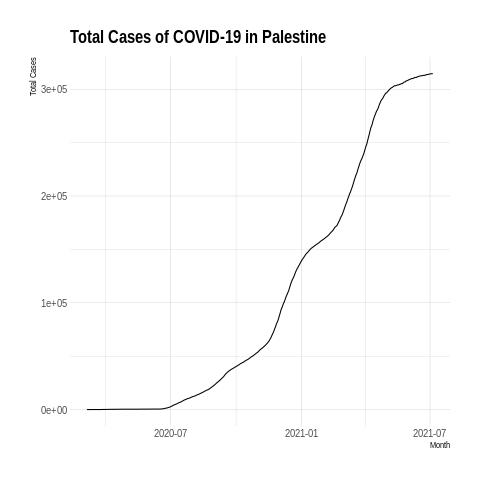 Total Cases of COVID-19 in Palestine
Total Cases
3e+05
2e+05
1e+05
0e+00
2020-07 2021-01 2021-07
Month